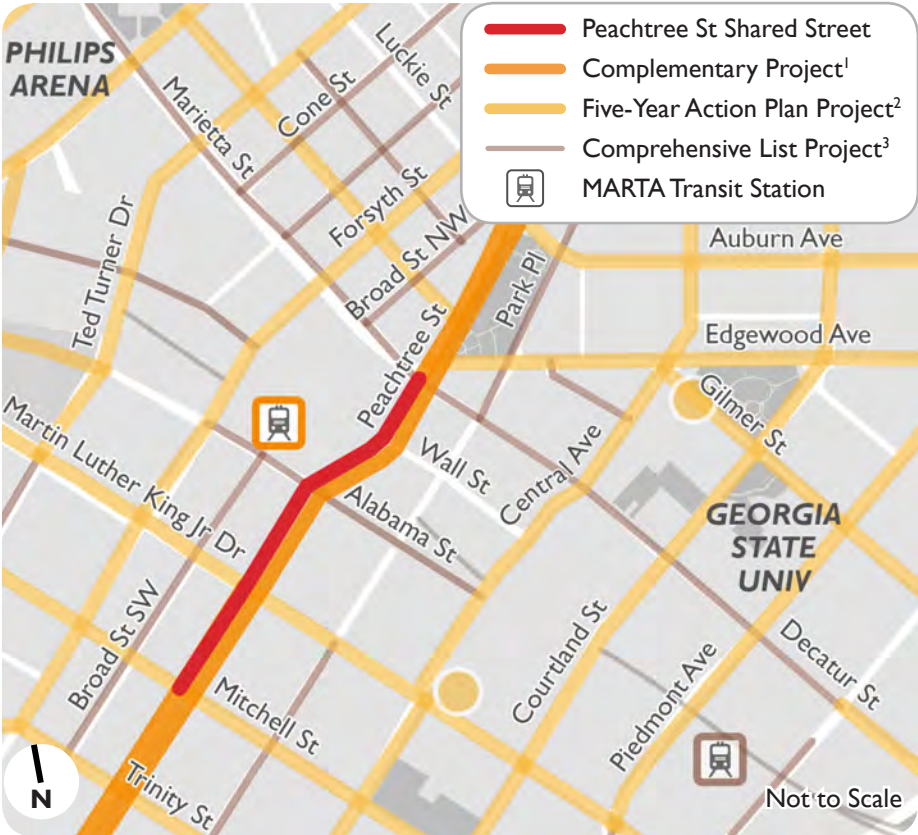 PHILIPS
ARENA
Peachtree St Shared Street
Complementary Project¹
Five-Year Action Plan Project²
Comprehensive List Project³
MARTA Transit Station
Luckie St
Cone St
Marietta St
Forsyth St
Broad St NW
Park Pl
Auburn Ave
Ted Turner Dr
Edgewood Ave
Peachtree St
Gilmer St
Martin Luther King Jr Dr
Wall St
Central Ave
Alabama St
GEORGIA
STATE
UNIV
Broad St SW
Courtland St
Decatur St
Mitchell St
Piedmont Ave
Trinity St
N
Not to Scale